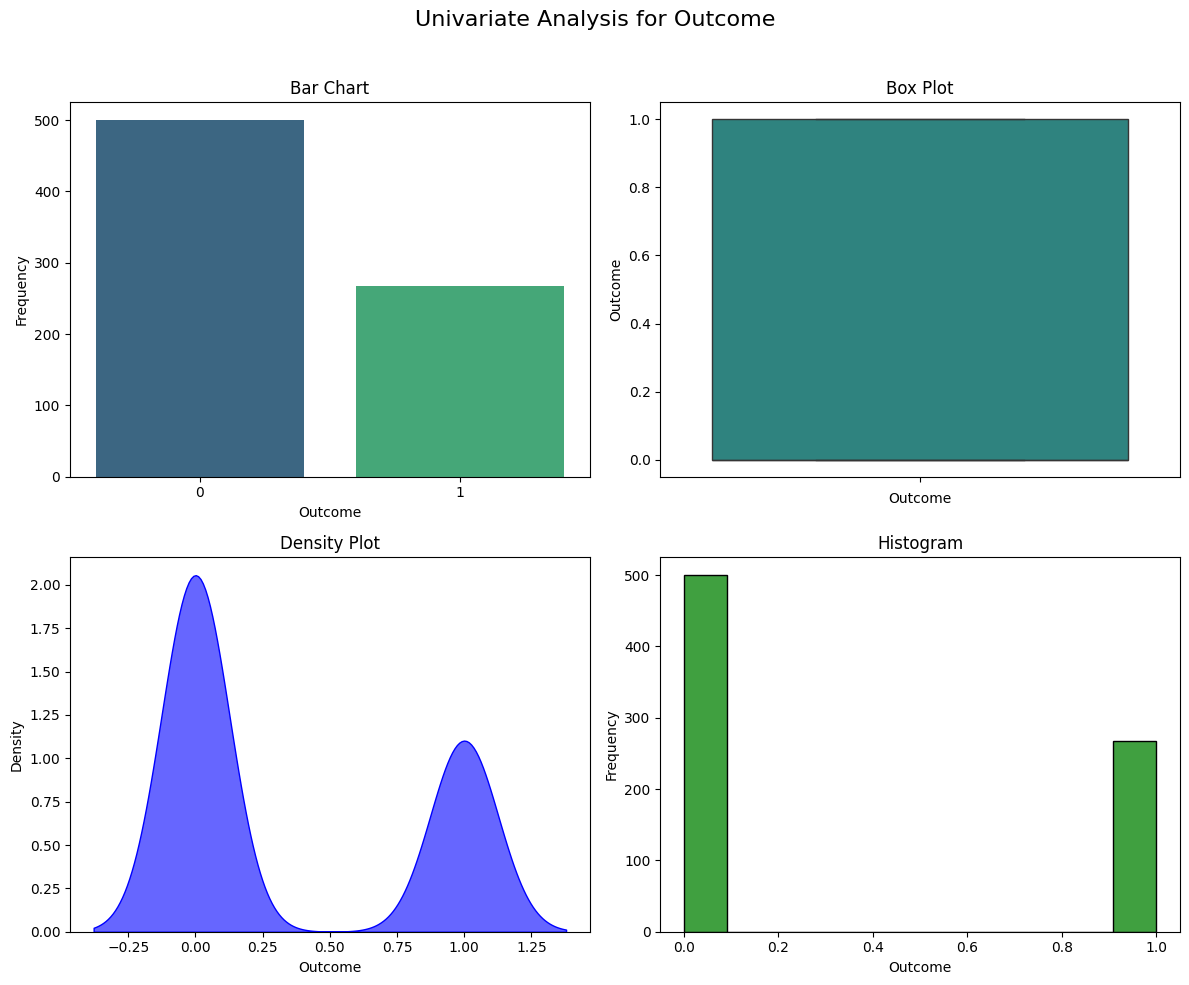 Univariate Analysis for Outcome
Bar Chart
Frequency
500
400
300
200
100
0
0 1
Outcome
Box Plot
Outcome
1.0
0.8
0.6
0.4
0.2
0.0
Outcome
Density Plot
Density
2.00
1.75
1.50
1.25
1.00
0.75
0.50
0.25
0.00
−0.25 0.00 0.25 0.50 0.75 1.00 1.25
Outcome
Histogram
Frequency
500
400
300
200
100
0
0.0 0.2 0.4 0.6 0.8 1.0
Outcome